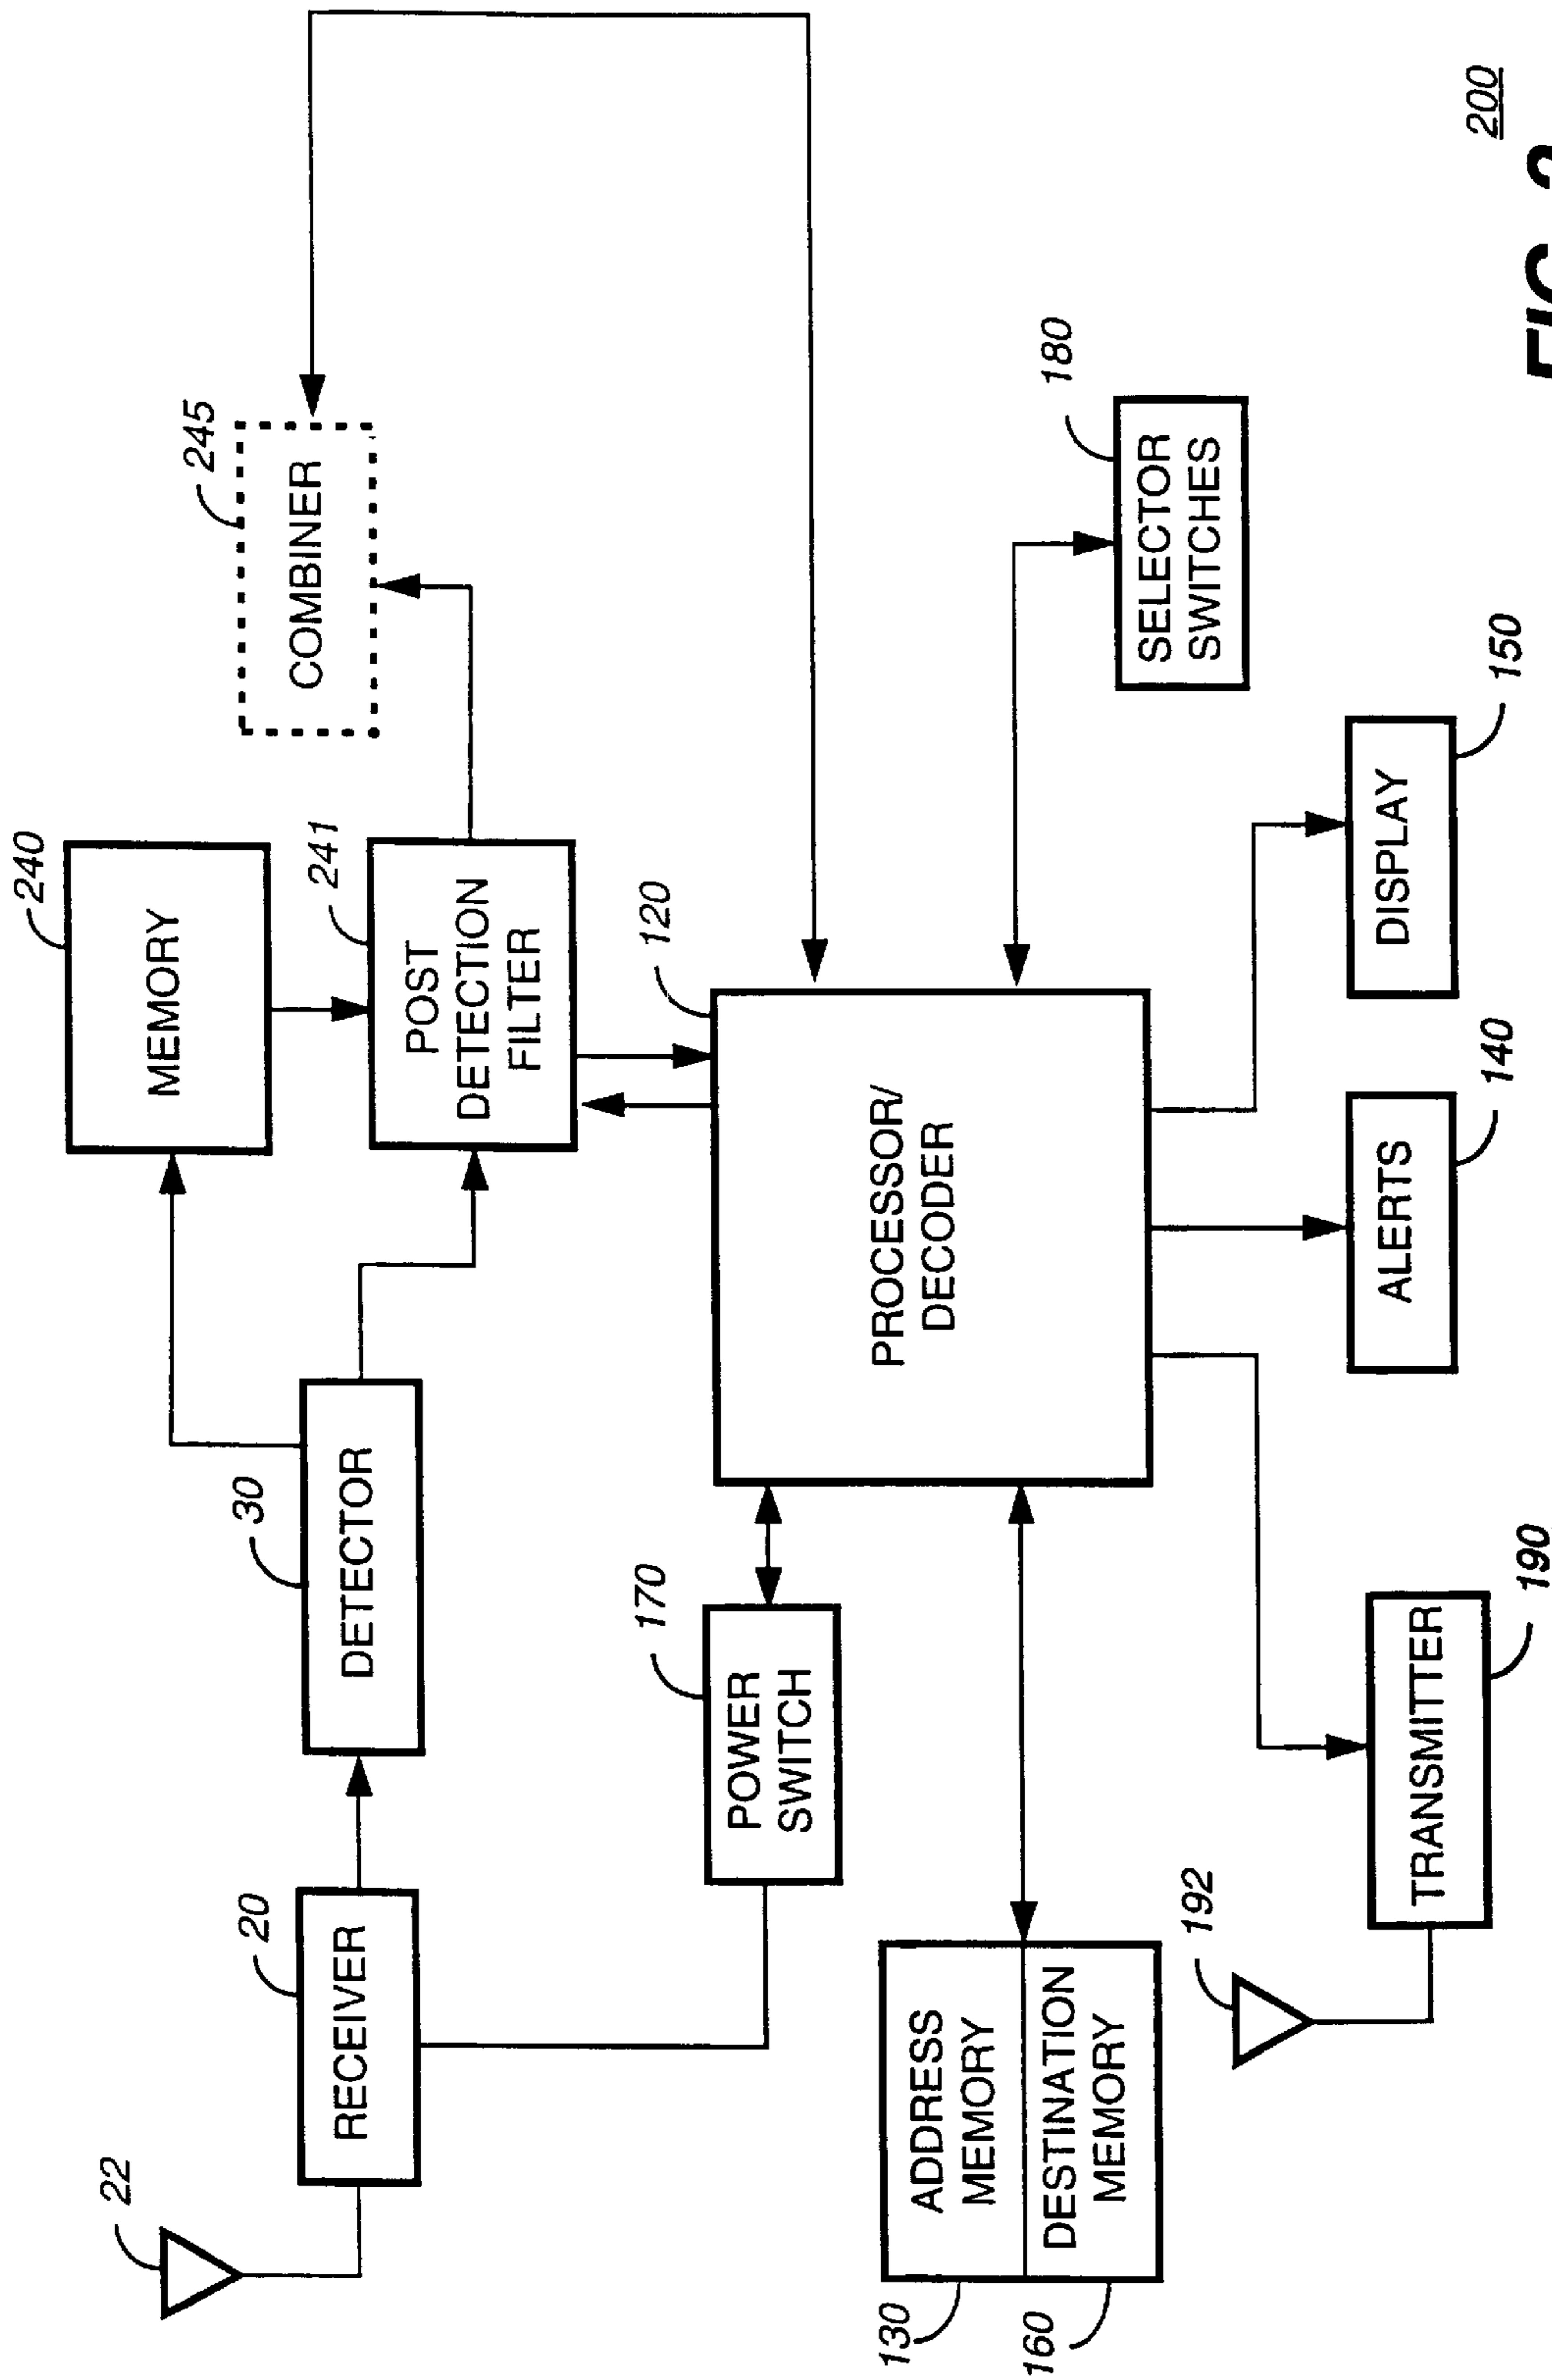 22
20
RECEIVER
30
DETECTOR
240
MEMORY
241
POST
DETECTION
FILTER
245
COMBINER
170
POWER
SWITCH
120
PROCESSOR/
DECODER
130
ADDRESS
MEMORY
160
DESTINATION
MEMORY
192
TRANSMITTER
190
ALERTS
140
DISPLAY
150
180
SELECTOR
SWITCHES
200
FIG.